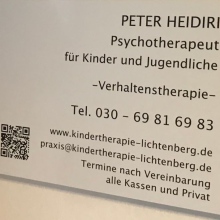 PETER HEIDIRI
Psychotherapeut
für Kinder und Jugendliche
-Verhaltenstherapie-
Tel. 030 - 69 81 69 83
www.kindertherapie-lichtenberg.de
praxis@kindertherapie-lichtenberg.de
Termine nach Vereinbarung
alle Kassen und Privat